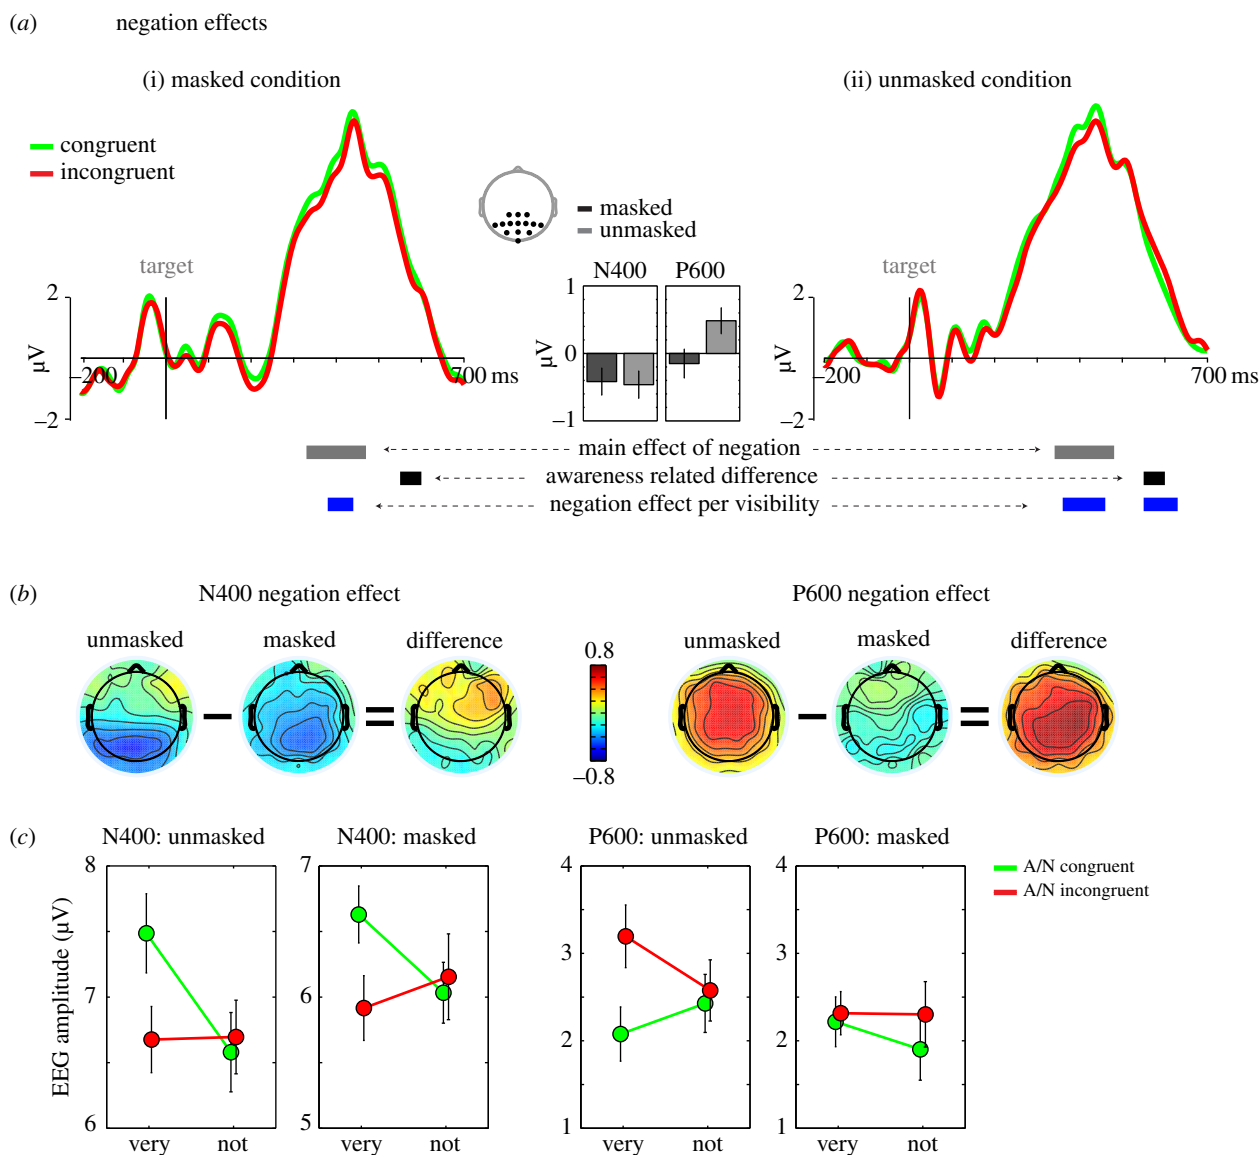 (a) negation effects
(i) masked condition
(ii) unmasked condition
congruent
incongruent
masked
unmasked
target
target
N400 P600
2
μV
−200
700 ms
−2
1
μV
0
−1
2
μV
−200
700 ms
−2
main effect of negation
awareness related difference
negation effect per visibility
(b) N400 negation effect P600 negation effect
unmasked masked difference 0.8 unmasked masked difference
−0.8
(c) N400: unmasked N400: masked P600: unmasked P600: masked
EEG amplitude (μV)
8
7
6
very not
7
6
5
very not
4
3
2
1
very not
4
3
2
1
very not
A/N congruent
A/N incongruent